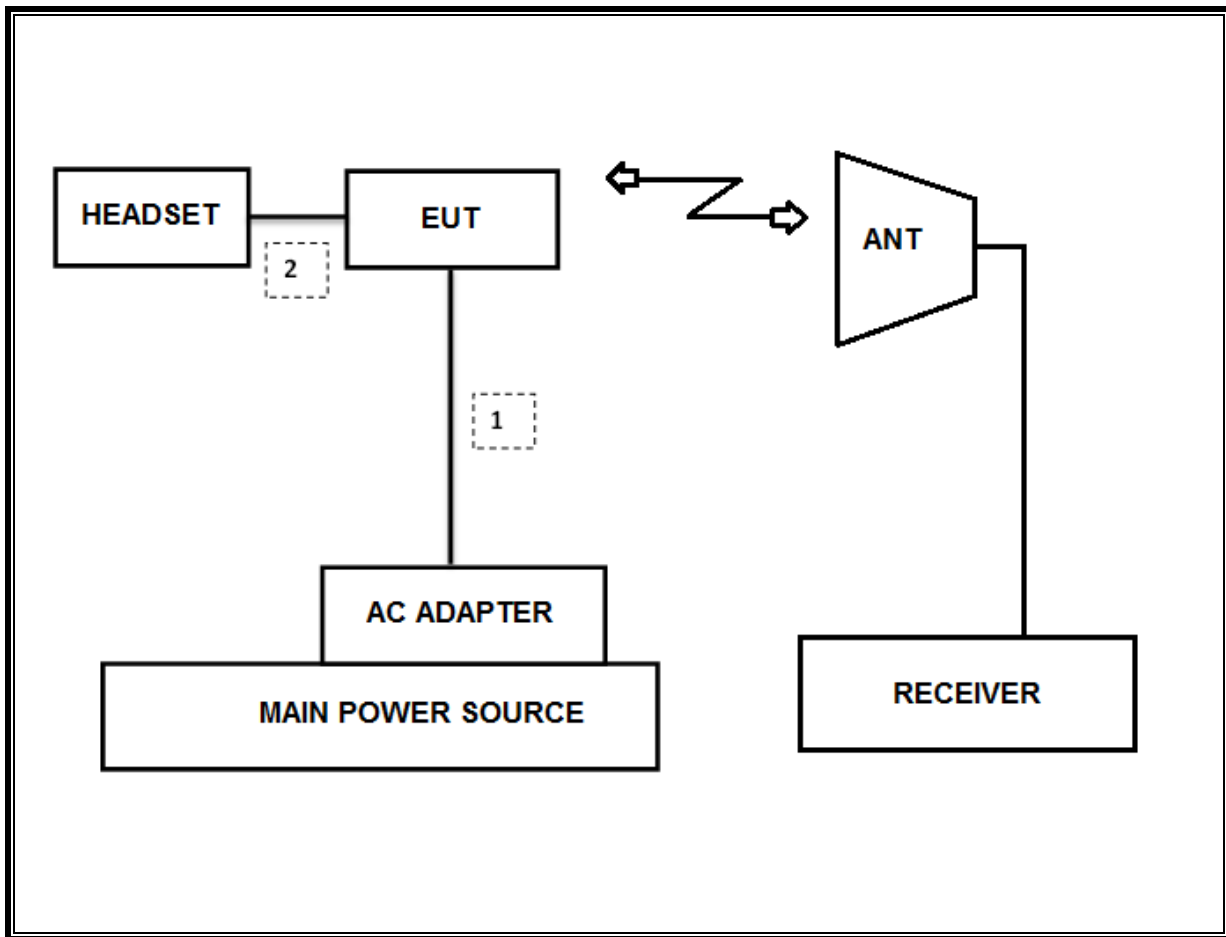 HEADSET
EUT
ANT
2
1
AC ADAPTER
MAIN POWER SOURCE
RECEIVER